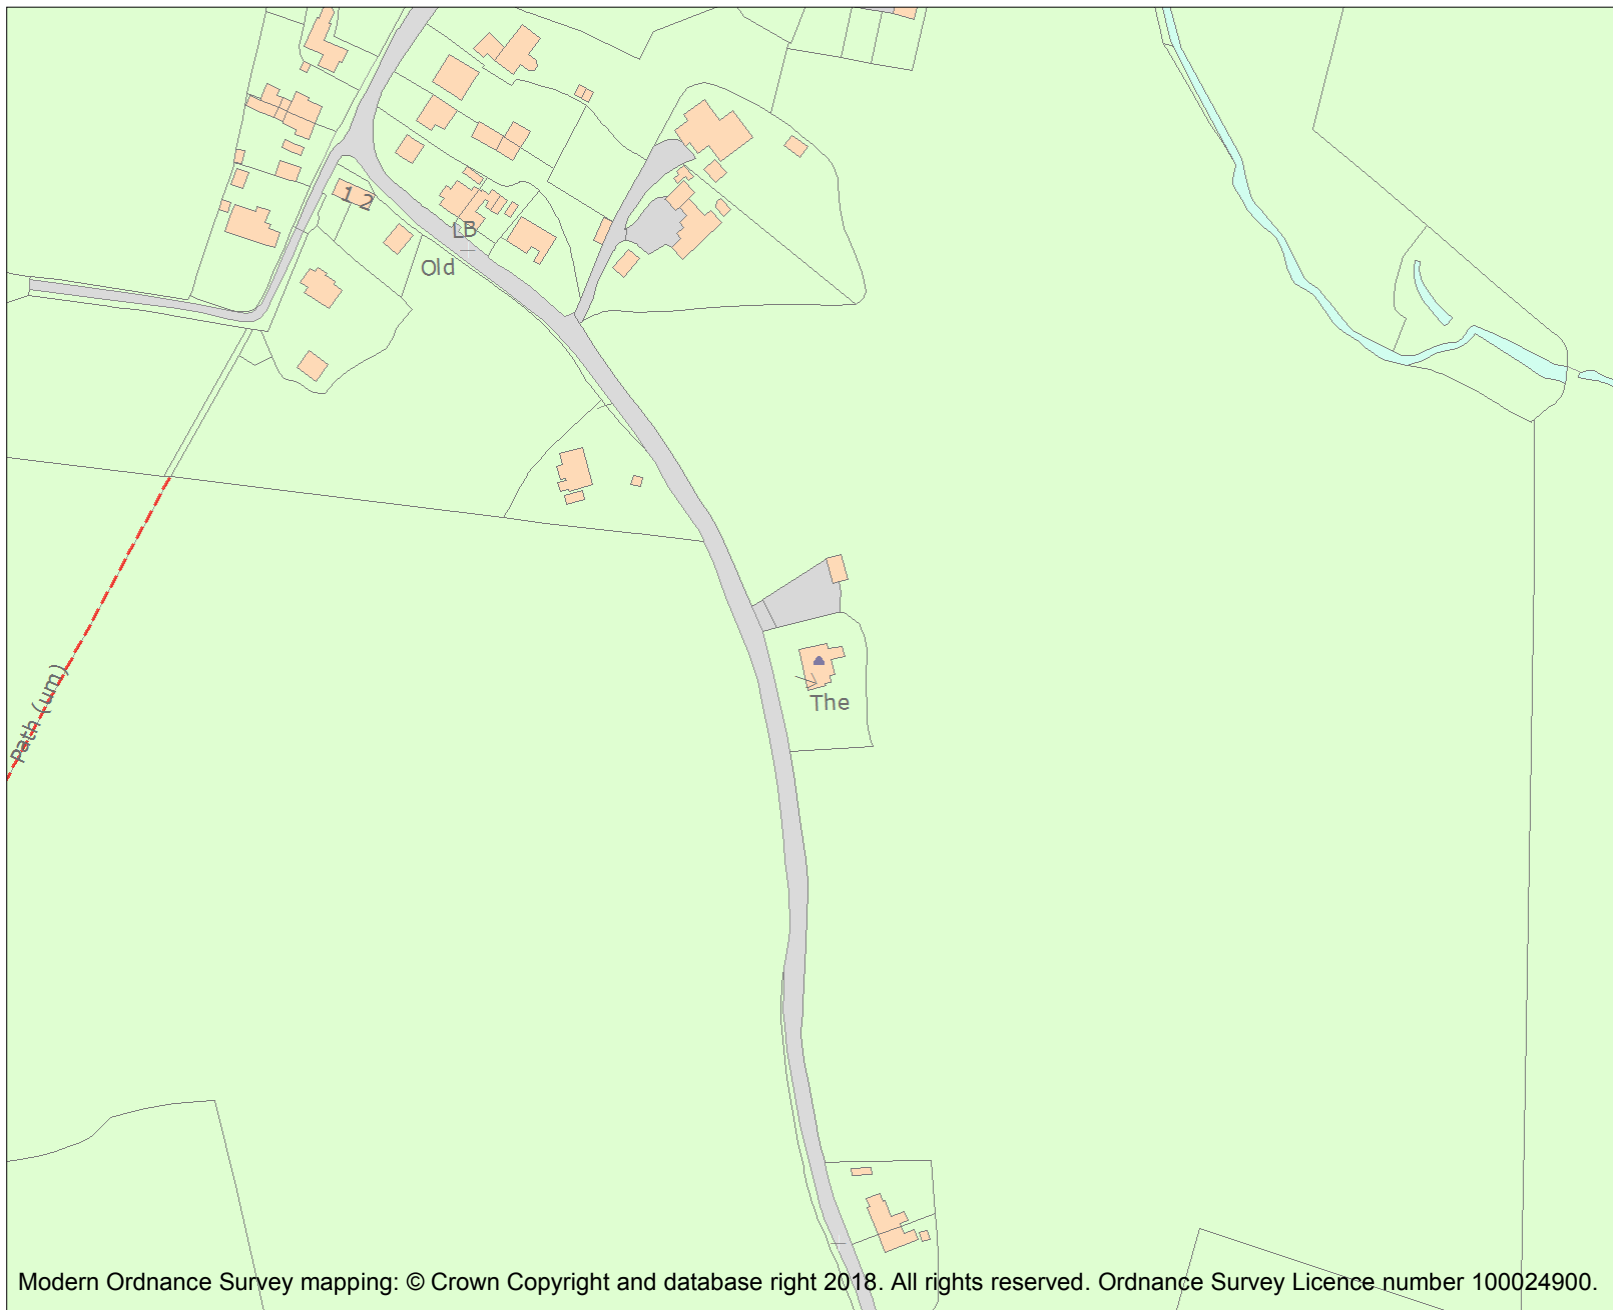 1 2
LB
Old
Path (um)
The
Modern Ordnance Survey mapping: © Crown Copyright and database right 2018. All rights reserved. Ordnance Survey Licence number 100024900.